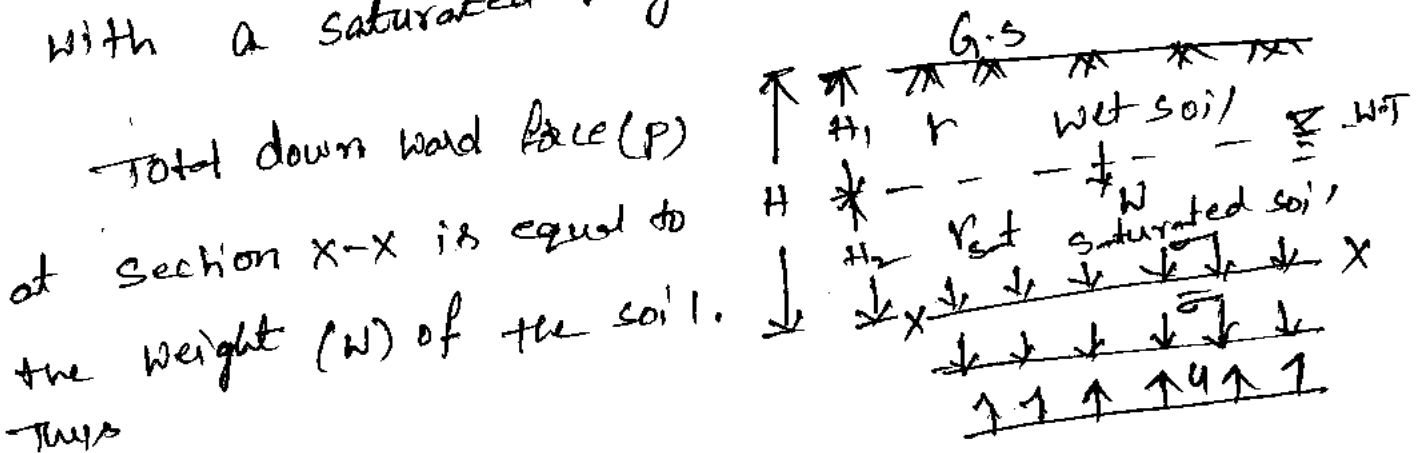 With a saturated
Total down ward force (P)
at section X-X is equal to
the weight (W) of the soil.
Thus
G.S
H₁ γ wet soil W.T
H W
H₂ γsat saturated soil
X σ X
σ
u